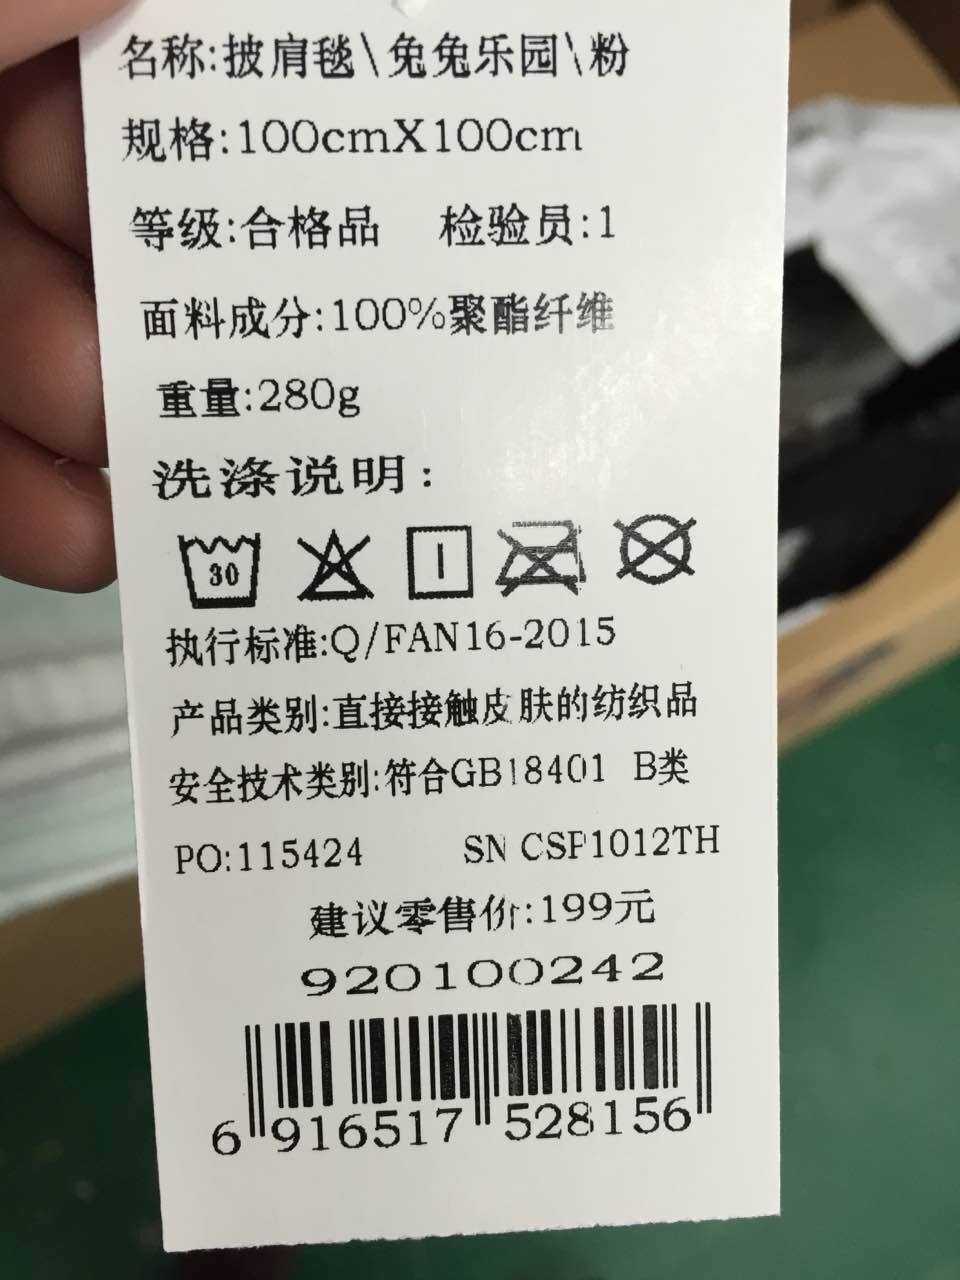 名称:披肩毯\兔兔乐园\粉
规格:100cmX100cm
等级:合格品 检验员:1
面料成分:100%聚酯纤维
重量:280g
洗涤说明:
30
执行标准:Q/FAN16-2015
产品类别:直接接触皮肤的纺织品
安全技术类别:符合GB18401 B类
PO:115424 SN CSP1012TH
建议零售价:199元
920100242
6 916517 528156